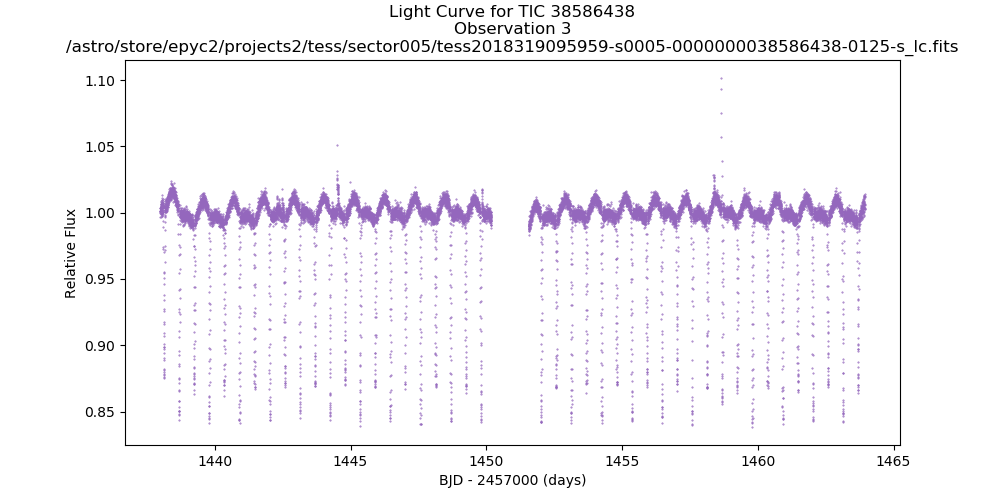 Light Curve for TIC 38586438
Observation 3
/astro/store/epyc2/projects2/tess/sector005/tess2018319095959-s0005-0000000038586438-0125-s_lc.fits
1.10
1.05
1.00
0.95
0.90
0.85
Relative Flux
1440 1445 1450 1455 1460 1465
BJD - 2457000 (days)